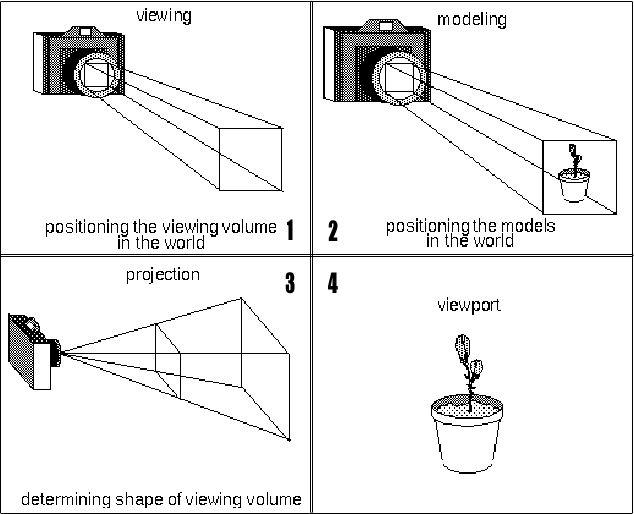 viewing
positioning the viewing volume
in the world
1
modeling
2
positioning the models
in the world
projection
3
determining shape of viewing volume
4
viewport